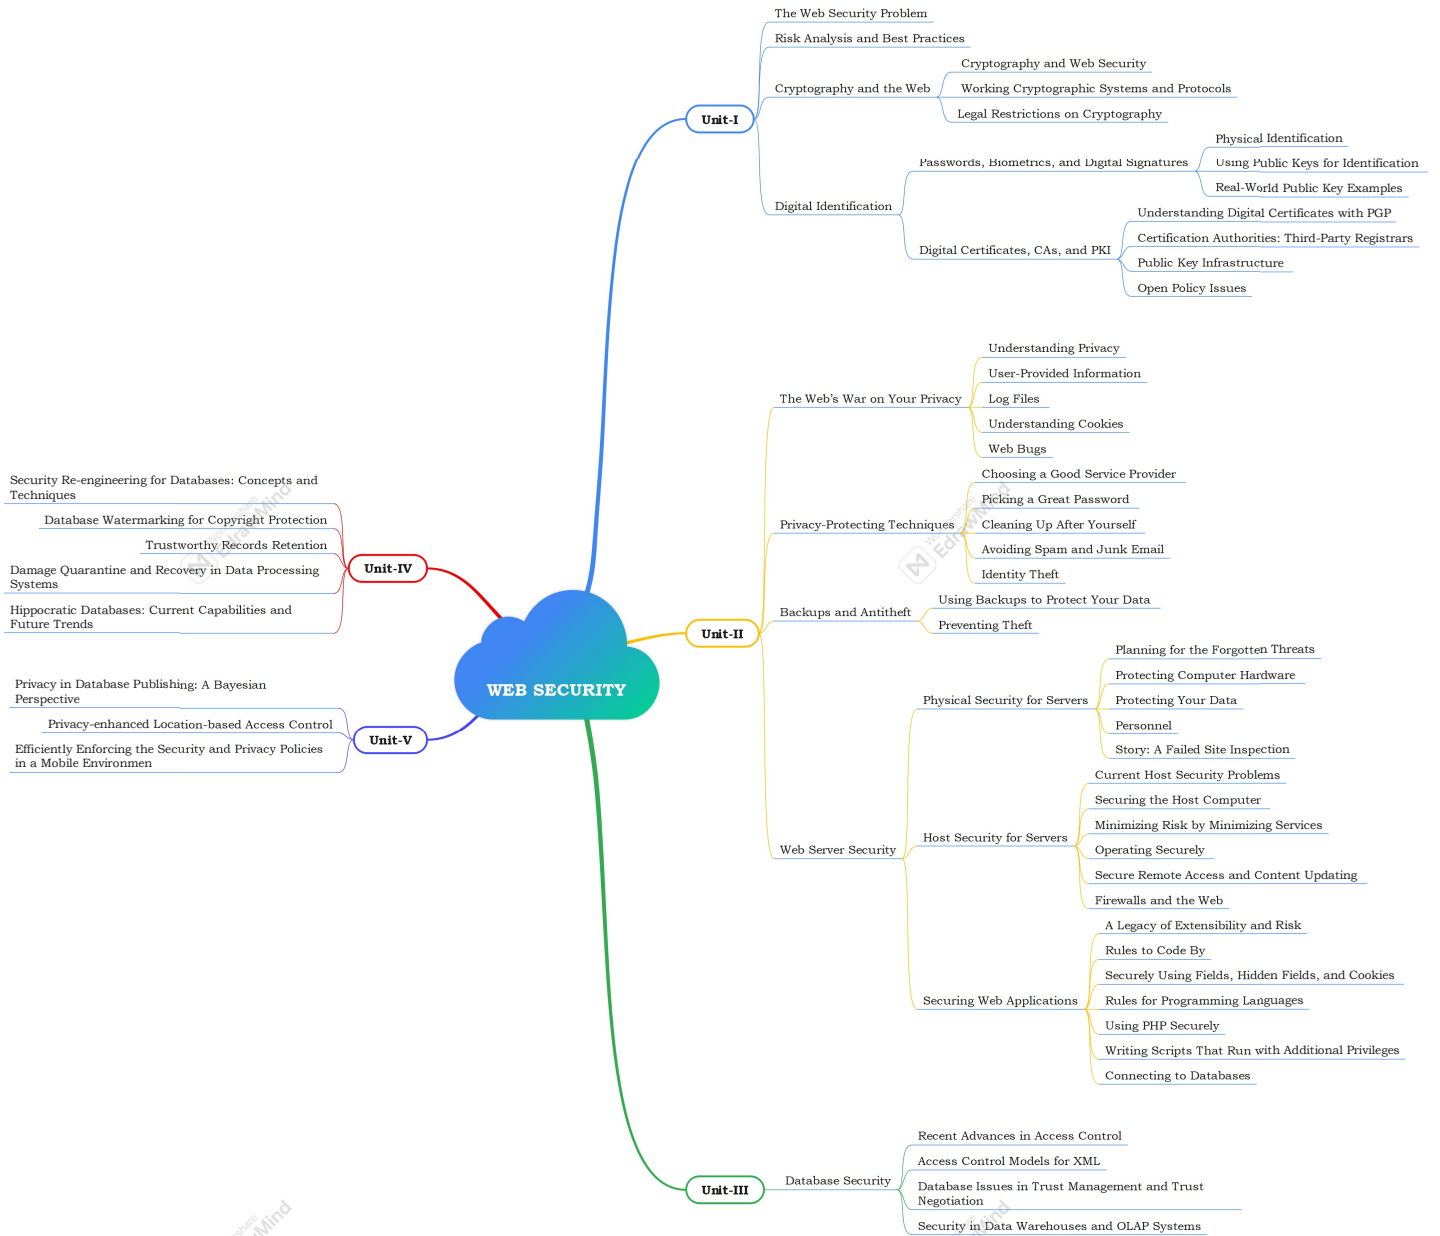 WEB SECURITY
Unit-I
The Web Security Problem
Risk Analysis and Best Practices
Cryptography and the Web
Cryptography and Web Security
Working Cryptographic Systems and Protocols
Legal Restrictions on Cryptography
Digital Identification
Passwords, Biometrics, and Digital Signatures
Physical Identification
Using Public Keys for Identification
Real-World Public Key Examples
Digital Certificates, CAs, and PKI
Understanding Digital Certificates with PGP
Certification Authorities: Third-Party Registrars
Public Key Infrastructure
Open Policy Issues
Unit-II
The Web's War on Your Privacy
Understanding Privacy
User-Provided Information
Log Files
Understanding Cookies
Web Bugs
Privacy-Protecting Techniques
Choosing a Good Service Provider
Picking a Great Password
Cleaning Up After Yourself
Avoiding Spam and Junk Email
Identity Theft
Backups and Antitheft
Using Backups to Protect Your Data
Preventing Theft
Web Server Security
Physical Security for Servers
Planning for the Forgotten Threats
Protecting Computer Hardware
Protecting Your Data
Personnel
Story: A Failed Site Inspection
Host Security for Servers
Current Host Security Problems
Securing the Host Computer
Minimizing Risk by Minimizing Services
Operating Securely
Secure Remote Access and Content Updating
Firewalls and the Web
Securing Web Applications
A Legacy of Extensibility and Risk
Rules to Code By
Securely Using Fields, Hidden Fields, and Cookies
Rules for Programming Languages
Using PHP Securely
Writing Scripts That Run with Additional Privileges
Connecting to Databases
Unit-III
Database Security
Recent Advances in Access Control
Access Control Models for XML
Database Issues in Trust Management and Trust
Negotiation
Security in Data Warehouses and OLAP Systems
Unit-IV
Security Re-engineering for Databases: Concepts and
Techniques
Database Watermarking for Copyright Protection
Trustworthy Records Retention
Damage Quarantine and Recovery in Data Processing
Systems
Hippocratic Databases: Current Capabilities and
Future Trends
Unit-V
Privacy in Database Publishing: A Bayesian
Perspective
Privacy-enhanced Location-based Access Control
Efficiently Enforcing the Security and Privacy Policies
in a Mobile Environmen
Wondershare
EdrawMind
Wondershare
EdrawMind